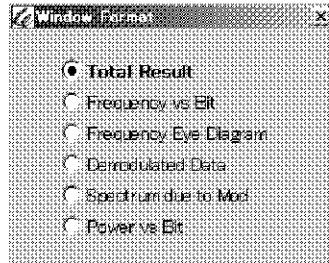 Window Format
Total Result
Frequency vs Bit
Frequency Eye Diagram
Demodulated Data
Spectrum due to Mod
Power vs Bit